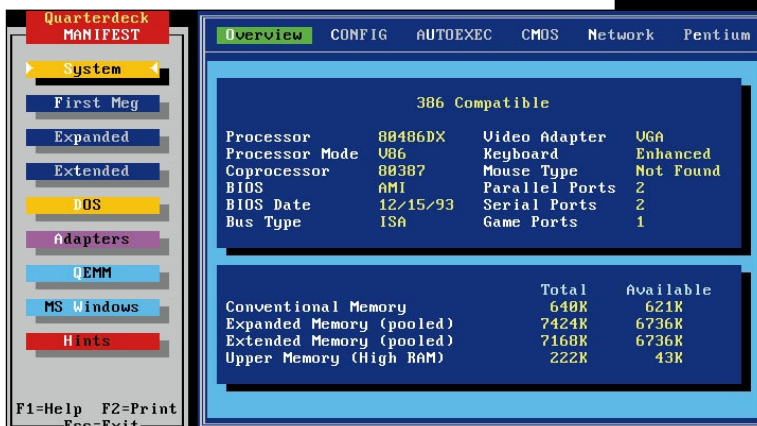 Quarterdeck
MANIFEST
System
First Meg
Expanded
Extended
DOS
Adapters
QEMM
MS Windows
Hints
F1=Help F2=Print
Esc=Exit
Overview CONFIG AUTOEXEC CMOS Network Pentium
386 Compatible
Processor 80486DX Video Adapter VGA
Processor Mode V86 Keyboard Enhanced
Coprocessor 80387 Mouse Type Not Found
BIOS AMI Parallel Ports 2
BIOS Date 12/15/93 Serial Ports 2
Bus Type ISA Game Ports 1
Total Available
Conventional Memory 640K 621K
Expanded Memory (pooled) 7424K 6736K
Extended Memory (pooled) 7168K 6736K
Upper Memory (High RAM) 222K 43K